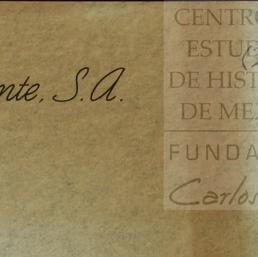 nte, S.A.
CENTRO
ESTU
DE HIST
DE ME
FUNDA
Carlos